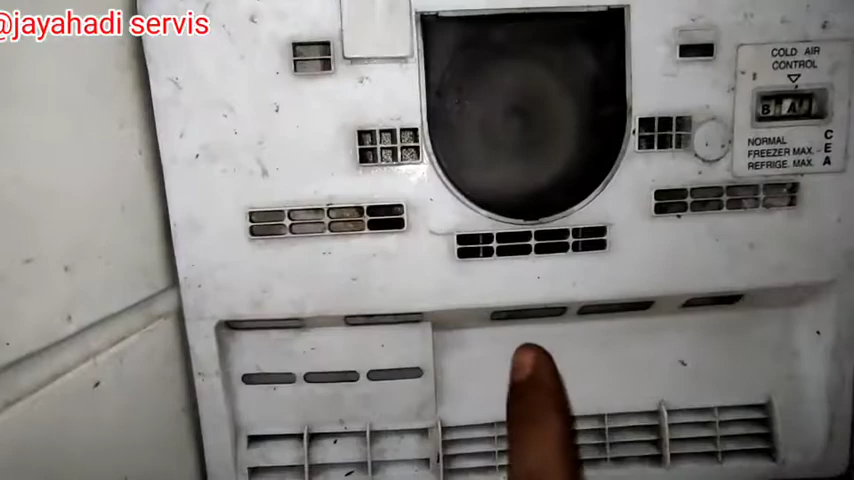 @jayahadi servis
COLD AIR
CONTROL
B A
NORMAL C
FREEZER MAX. E
REFRIGE. MAX. A